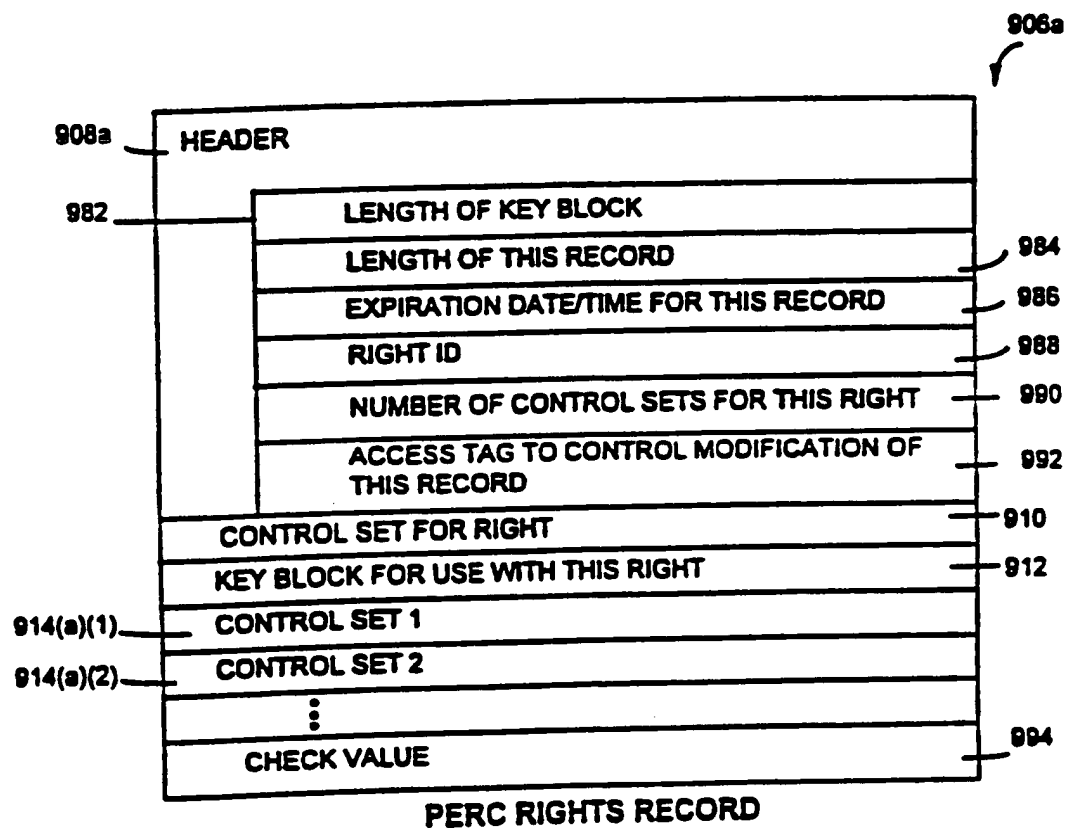 906a
908a
HEADER
982
LENGTH OF KEY BLOCK
LENGTH OF THIS RECORD
984
EXPIRATION DATE/TIME FOR THIS RECORD
986
RIGHT ID
988
NUMBER OF CONTROL SETS FOR THIS RIGHT
990
ACCESS TAG TO CONTROL MODIFICATION OF
THIS RECORD
992
CONTROL SET FOR RIGHT
910
KEY BLOCK FOR USE WITH THIS RIGHT
912
914(a)(1)
CONTROL SET 1
914(a)(2)
CONTROL SET 2
CHECK VALUE
994
PERC RIGHTS RECORD